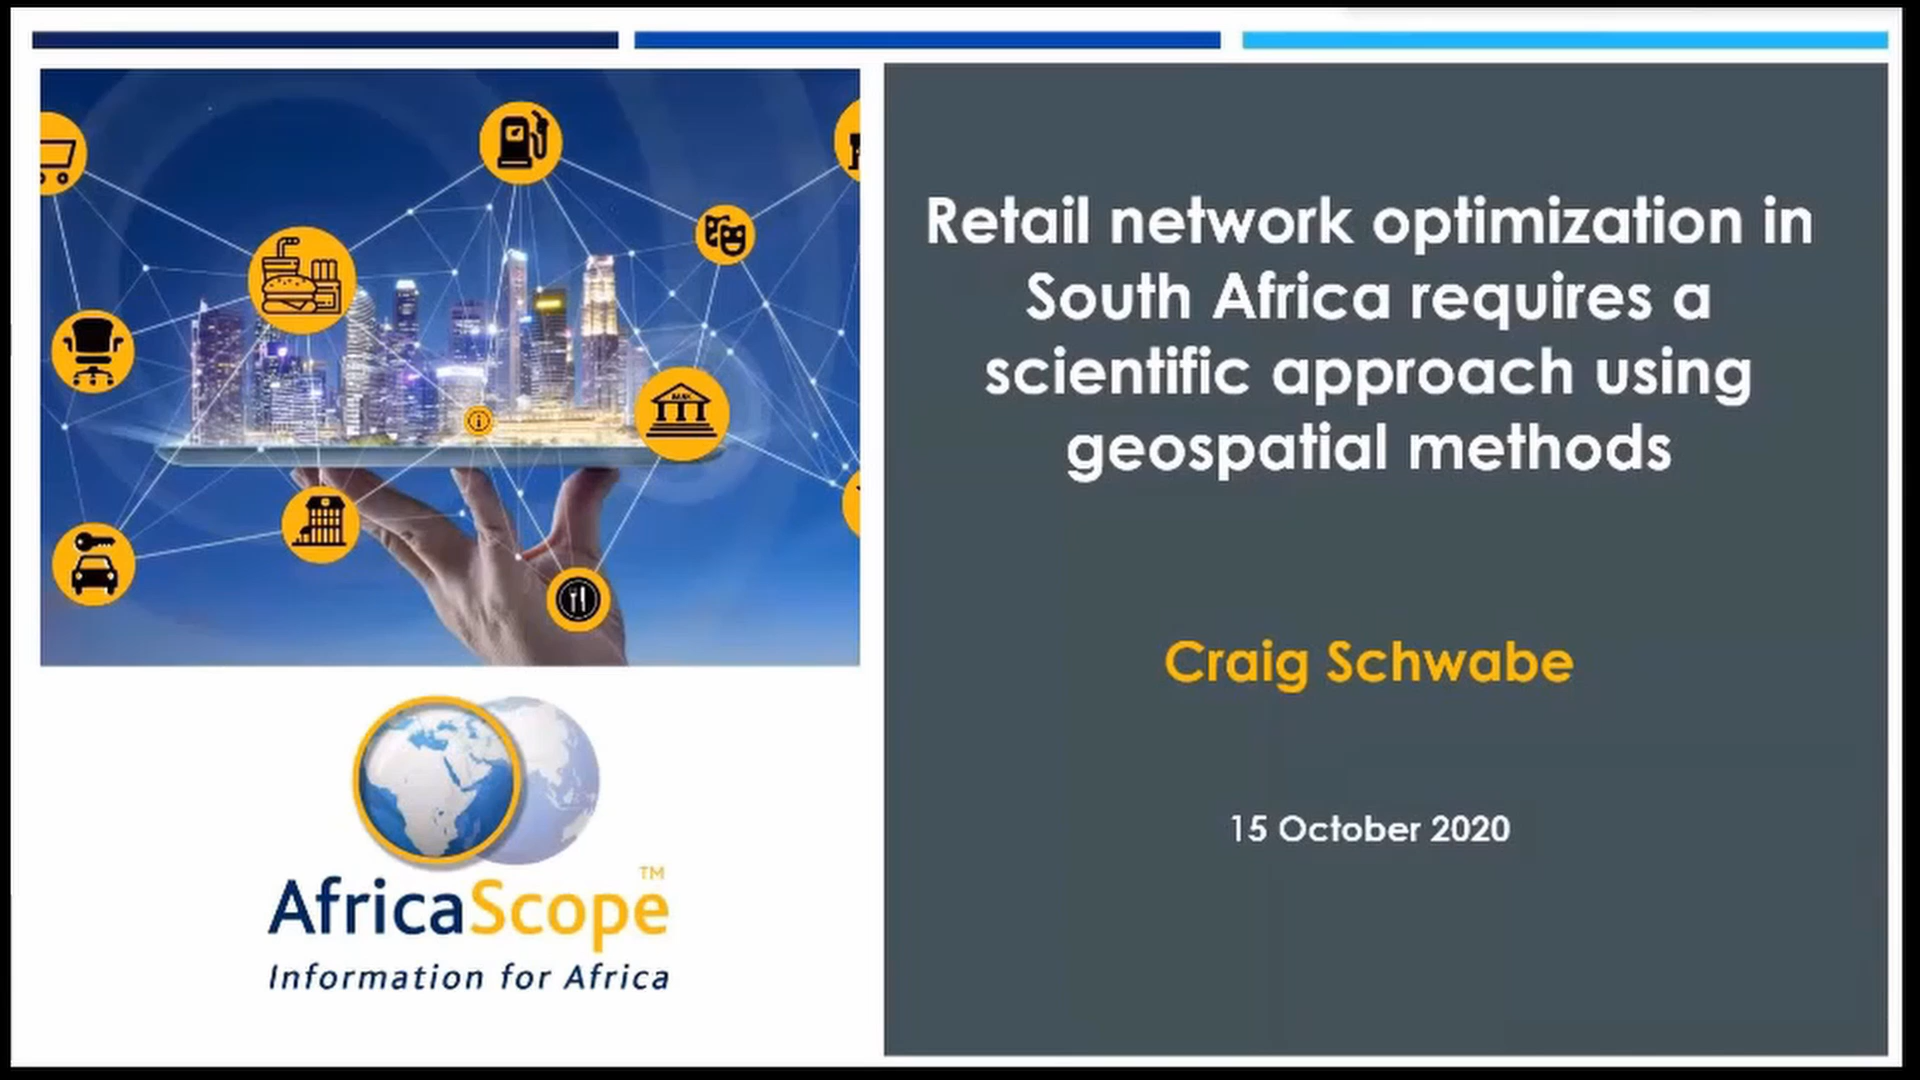 Retail network optimization in
South Africa requires a
scientific approach using
geospatial methods
Craig Schwabe
15 October 2020
AfricaScope™
Information for Africa